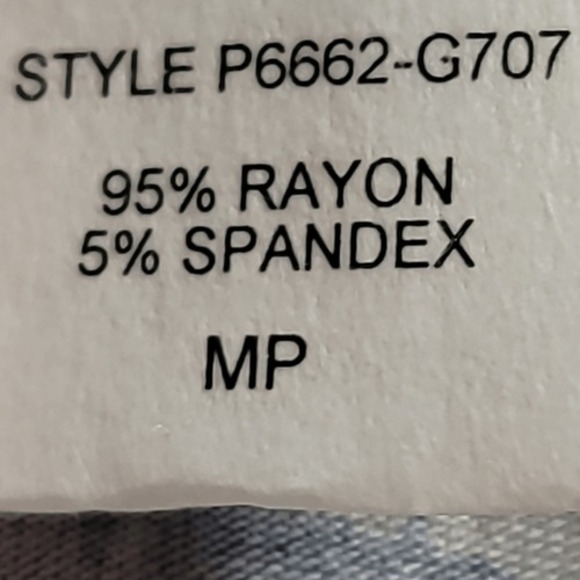 STYLE P6662-G707
95% RAYON
5% SPANDEX
MP